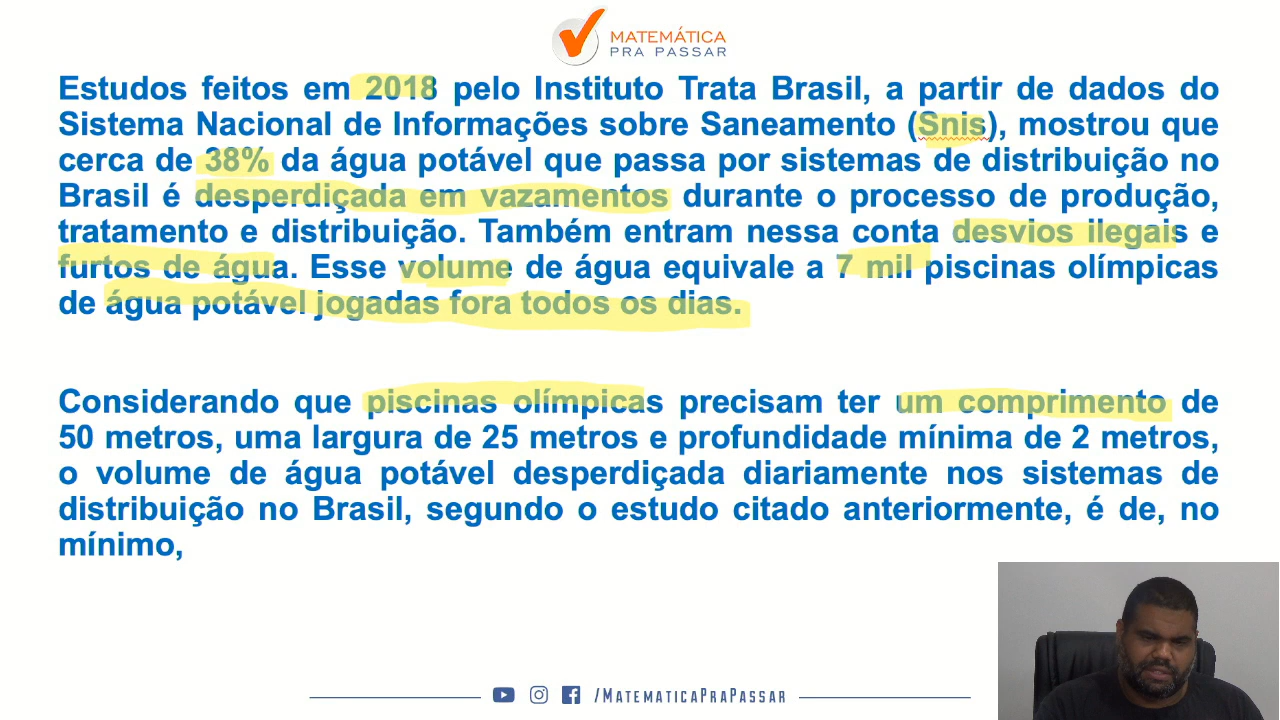 MATEMÁTICA
PRA PASSAR
Estudos feitos em 2018 pelo Instituto Trata Brasil, a partir de dados do
Sistema Nacional de Informações sobre Saneamento (Snis), mostrou que
cerca de 38% da água potável que passa por sistemas de distribuição no
Brasil é desperdiçada em vazamentos durante o processo de produção,
tratamento e distribuição. Também entram nessa conta desvios ilegais e
furtos de água. Esse volume de água equivale a 7 mil piscinas olímpicas
de água potável jogadas fora todos os dias.
Considerando que piscinas olímpicas precisam ter um comprimento de
50 metros, uma largura de 25 metros e profundidade mínima de 2 metros,
o volume de água potável desperdiçada diariamente nos sistemas de
distribuição no Brasil, segundo o estudo citado anteriormente, é de, no
mínimo,
/MatematicaPraPassar